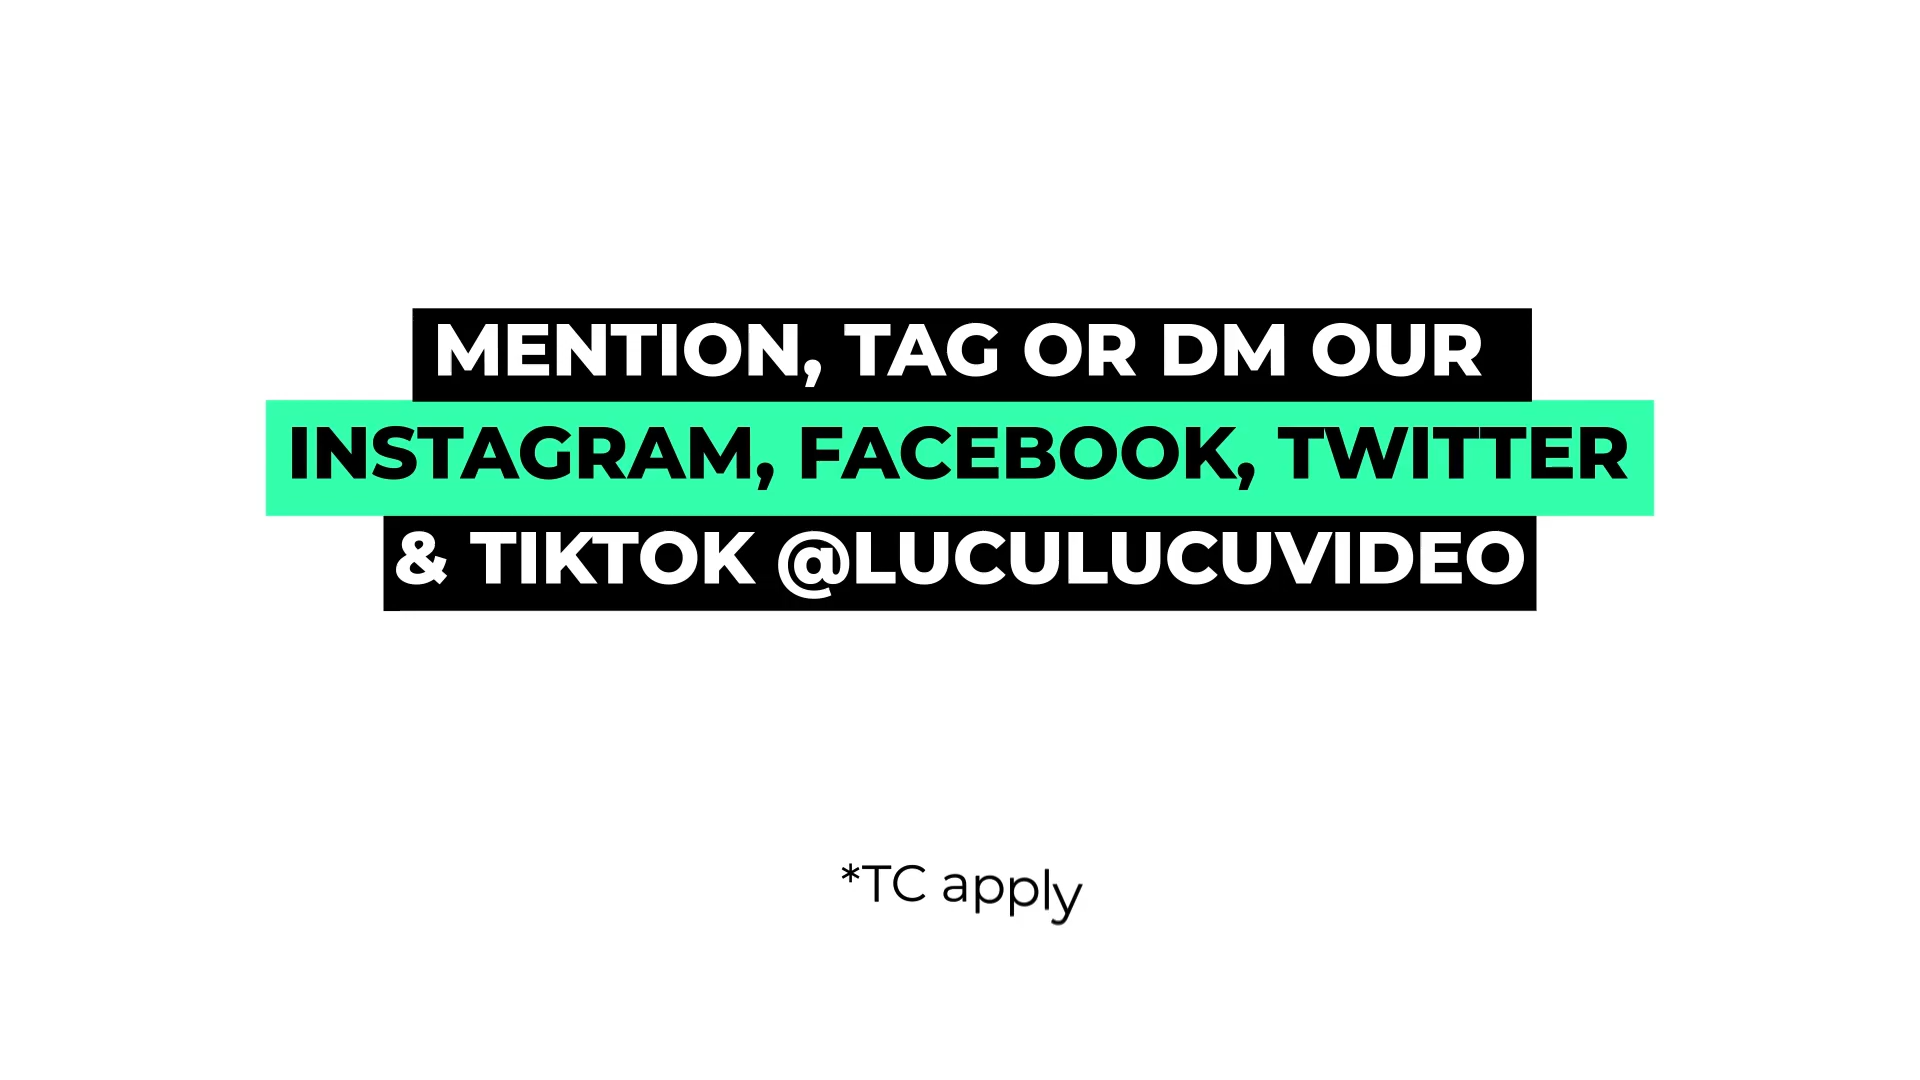 MENTION, TAG OR DM OUR
INSTAGRAM, FACEBOOK, TWITTER
& TIKTOK @LUCULUCUVIDEO
*TC apply